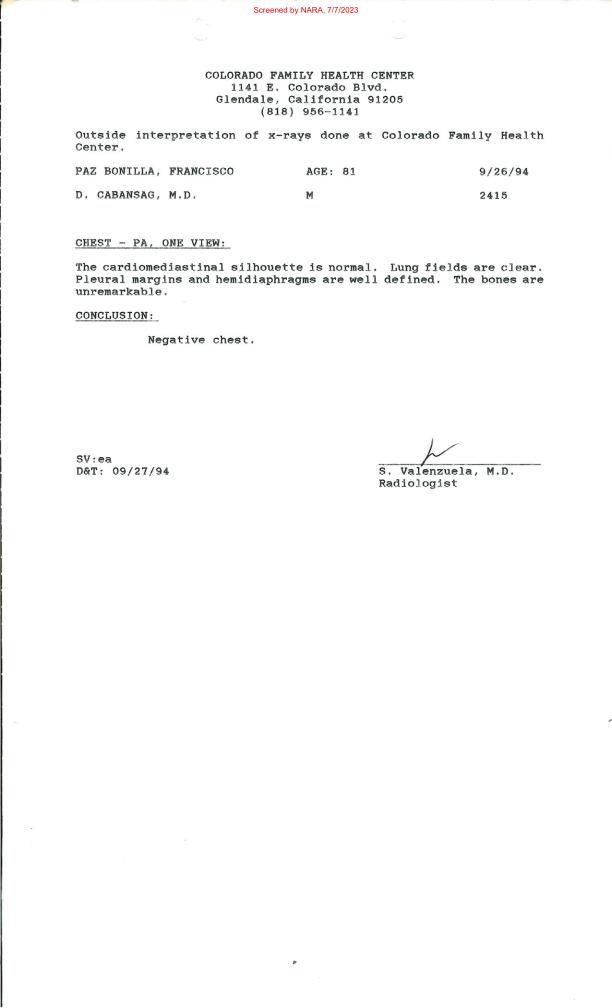 Screened by NARA, 7/7/2023
COLORADO FAMILY HEALTH CENTER
1141 E. Colorado Blvd.
Glendale, California 91205
(818) 956-1141
Outside interpretation of x-rays done at Colorado Family Health
Center.
PAZ BONILLA, FRANCISCO AGE: 81 9/26/94
D. CABANSAG, M.D. M 2415
CHEST - PA, ONE VIEW:
The cardiomediastinal silhouette is normal. Lung fields are clear.
Pleural margins and hemidiaphragms are well defined. The bones are
unremarkable.
CONCLUSION:
Negative chest.
SV:ea
D&T: 09/27/94
S. Valenzuela, M.D.
Radiologist